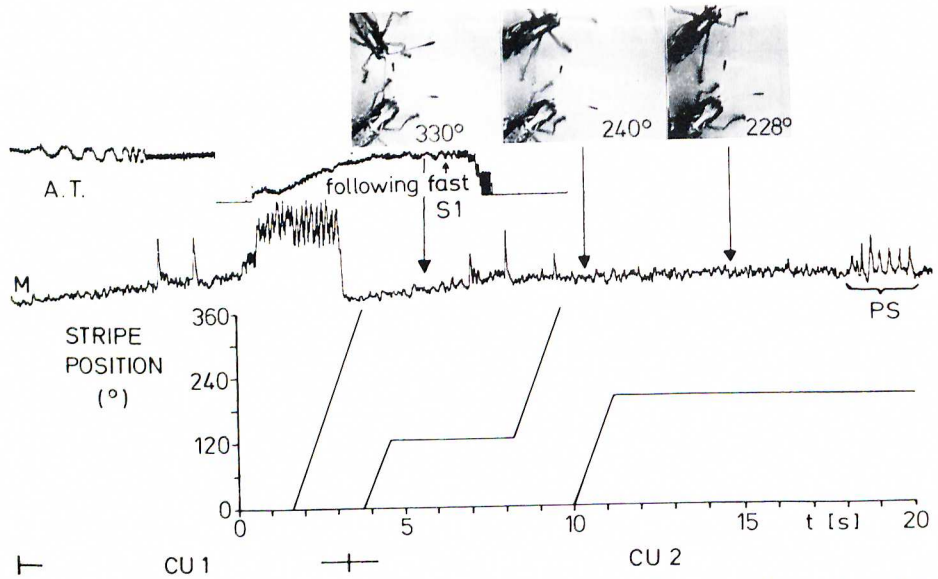 330°
240°
228°
A.T.
following fast
S1
M
PS
STRIPE
POSITION
(°)
360
240
120
0
0
5
10
15
t [s]
20
CU 1
CU 2